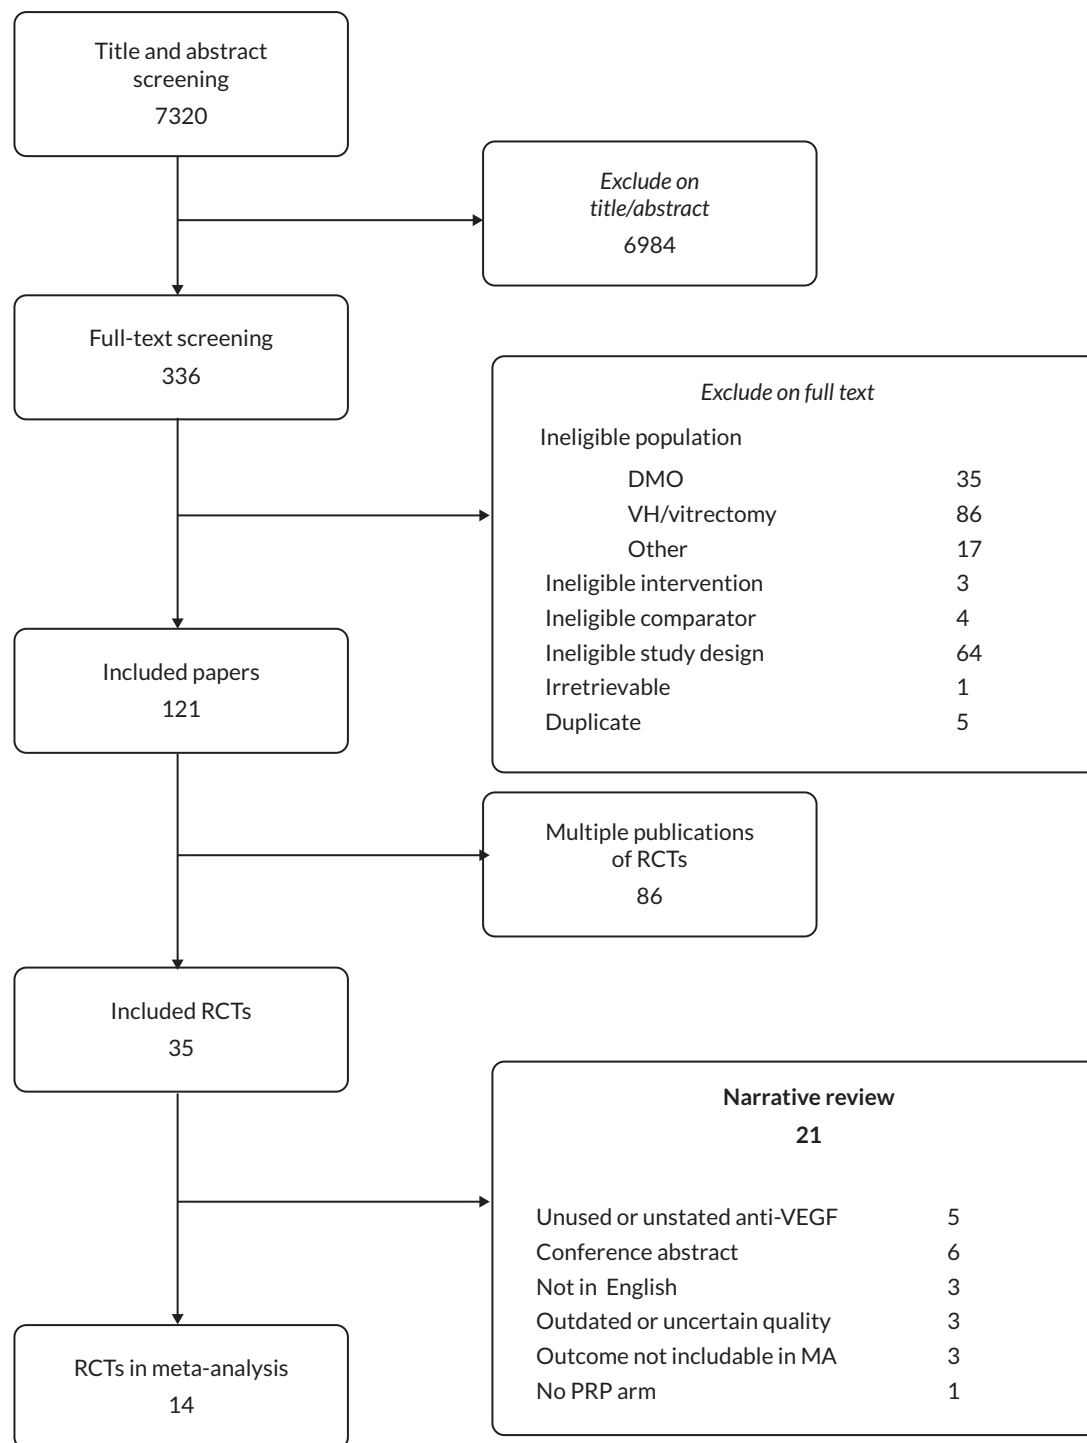 Title and abstract
screening
7320
Exclude on
title/abstract
6984
Full-text screening
336
Exclude on full text
Ineligible population
DMO 35
VH/vitrectomy 86
Other 17
Ineligible intervention 3
Ineligible comparator 4
Ineligible study design 64
Irretrievable 1
Duplicate 5
Included papers
121
Multiple publications
of RCTs
86
Included RCTs
35
Narrative review
21
Unused or unstated anti-VEGF 5
Conference abstract 6
Not in English 3
Outdated or uncertain quality 3
Outcome not includable in MA 3
No PRP arm 1
RCTs in meta-analysis
14